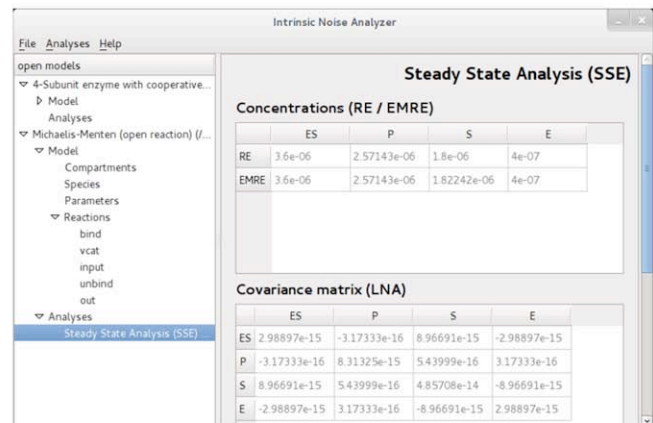 Intrinsic Noise Analyzer
File Analyses Help
open models
4-Subunit enzyme with cooperative...
Model
Analyses
Michaelis-Menten (open reaction) (/...
Model
Compartments
Species
Parameters
Reactions
bind
vcat
input
unbind
out
Analyses
Steady State Analysis (SSE) ...
Steady State Analysis (SSE)
Concentrations (RE / EMRE)
ES P S E
RE 3.6e-06 2.57143e-06 1.8e-06 4e-07
EMRE 3.6e-06 2.57143e-06 1.82242e-06 4e-07
Covariance matrix (LNA)
ES P S E
ES 2.98897e-15 -3.17333e-16 8.96691e-15 -2.98897e-15
P -3.17333e-16 8.31325e-15 5.43999e-16 3.17333e-16
S 8.96691e-15 5.43999e-16 4.85708e-14 -8.96691e-15
E -2.98897e-15 3.17333e-16 -8.96691e-15 2.98897e-15